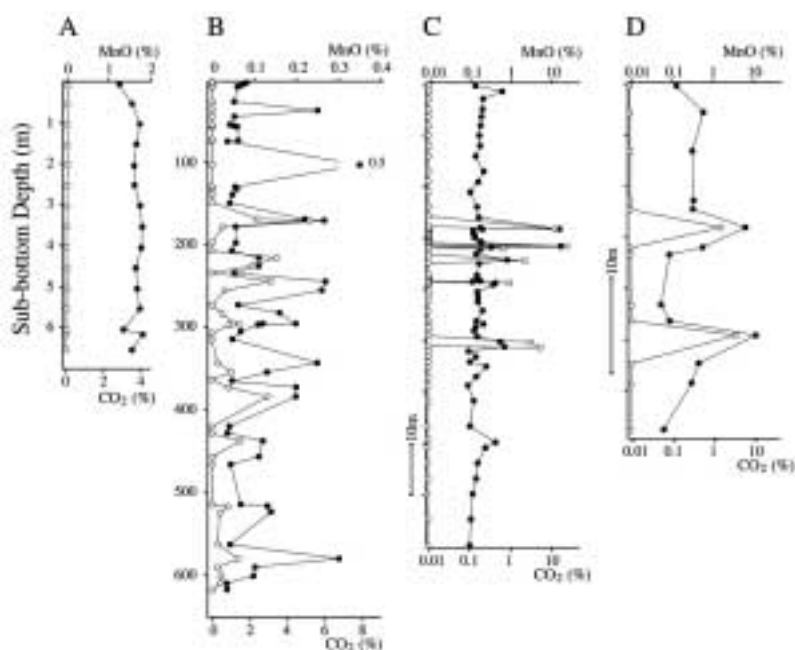 A B C D
MnO (%) MnO (%) MnO (%) MnO (%)
0 1 2 0 0.1 0.2 0.3 0.4 0.01 0.1 1 10 0.01 0.1 1 10
Sub-bottom Depth (m)
1
2
3
4
5
6
100
200
300
400
500
600
10m
10m
0 2 4
CO2 (%)
0 2 4 6 8
CO2 (%)
0.01 0.1 1 10
CO2 (%)
0.01 0.1 1 10
CO2 (%)